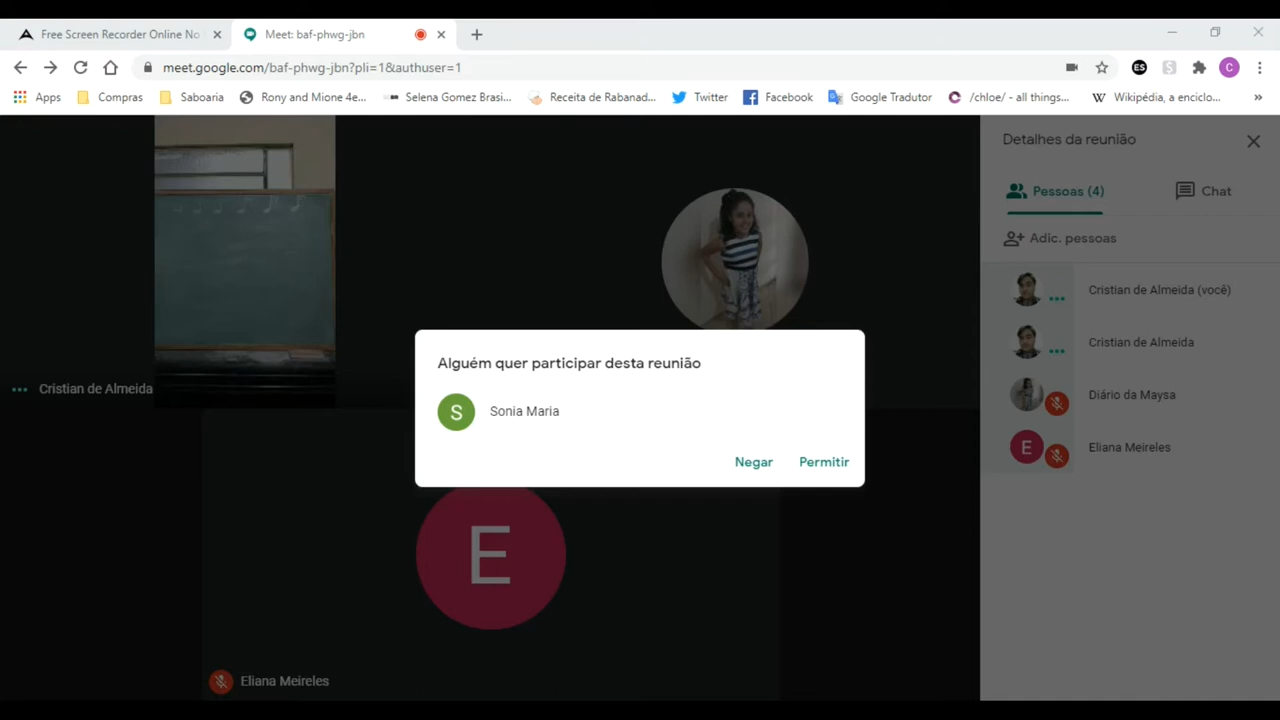 Free Screen Recorder Online No
Meet: baf-phwg-jbn
meet.google.com/baf-phwg-jbn?pli=1&authuser=1
ES
S
C
Apps
Compras
Saboaria
Rony and Mione 4e...
Selena Gomez Brasi...
Receita de Rabanad...
Twitter
Facebook
Google Tradutor
/chloe/ - all things...
Wikipédia, a enciclo...
Detalhes da reunião
Pessoas (4)
Chat
Adic. pessoas
Cristian de Almeida (você)
Cristian de Almeida
Diário da Maysa
E
Eliana Meireles
Cristian de Almeida
Alguém quer participar desta reunião
S
Sonia Maria
Negar
Permitir
E
Eliana Meireles